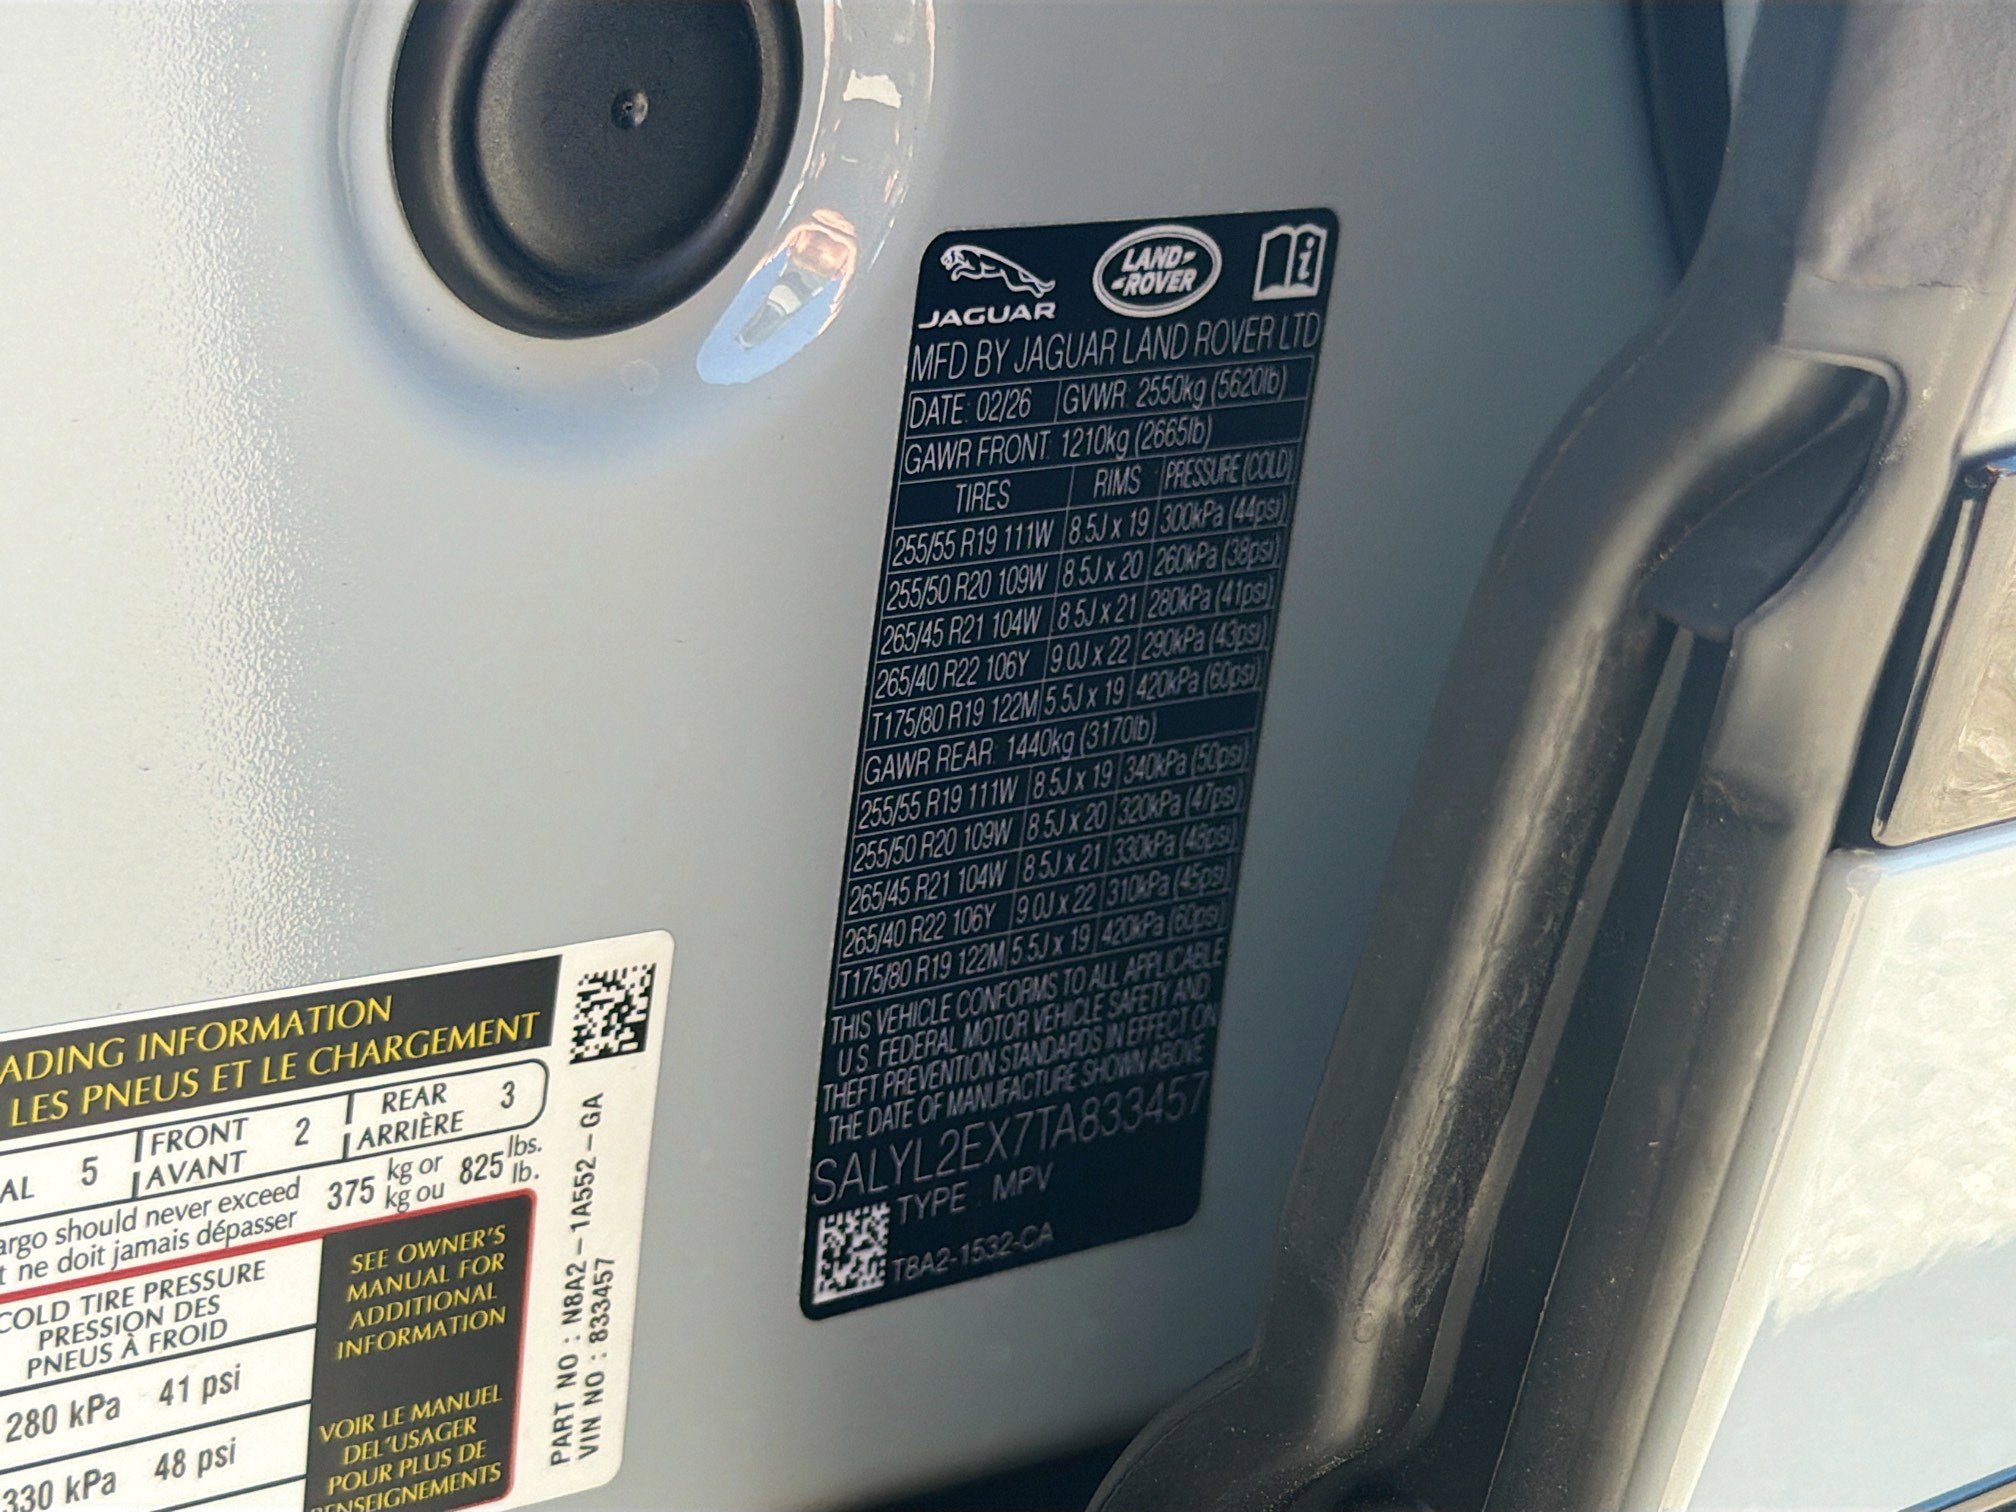 JAGUAR
LAND-
-ROVER
MFD BY JAGUAR LAND ROVER LTD
DATE: 02/26 GVWR: 2550kg (5620lb)
GAWR FRONT: 1210kg (2665lb)
TIRES RIMS PRESSURE (COLD)
255/55 R19 111W 8.5J x 19 300kPa (44psi)
255/50 R20 109W 8.5J x 20 260kPa (38psi)
265/45 R21 104W 8.5J x 21 280kPa (41psi)
265/40 R22 106Y 9.0J x 22 290kPa (43psi)
T175/80 R19 122M 5.5J x 19 420kPa (60psi)
GAWR REAR: 1440kg (3170lb)
255/55 R19 111W 8.5J x 19 340kPa (50psi)
255/50 R20 109W 8.5J x 20 320kPa (47psi)
265/45 R21 104W 8.5J x 21 330kPa (48psi)
265/40 R22 106Y 9.0J x 22 310kPa (45psi)
T175/80 R19 122M 5.5J x 19 420kPa (60psi)
THIS VEHICLE CONFORMS TO ALL APPLICABLE
U.S. FEDERAL MOTOR VEHICLE SAFETY AND
THEFT PREVENTION STANDARDS IN EFFECT ON
THE DATE OF MANUFACTURE SHOWN ABOVE
SALYL2EX7TA833457
TYPE : MPV
T8A2-1532-CA
ADING INFORMATION
LES PNEUS ET LE CHARGEMENT
AL 5 FRONT 2 REAR 3
AVANT ARRIÈRE
argo should never exceed 375 kg or 825 lbs.
t ne doit jamais dépasser kg ou lb.
COLD TIRE PRESSURE
PRESSION DES
PNEUS À FROID
280 kPa 41 psi
330 kPa 48 psi
SEE OWNER'S
MANUAL FOR
ADDITIONAL
INFORMATION
VOIR LE MANUEL
DEL'USAGER
POUR PLUS DE
ENSEIGNEMENTS
PART NO : N8A2-1A552-GA
VIN NO : 833457